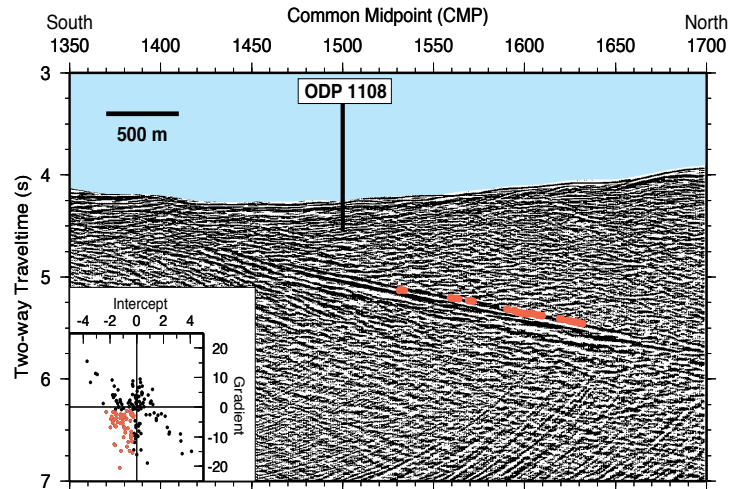 Common Midpoint (CMP)
South North
1350 1400 1450 1500 1550 1600 1650 1700
3
ODP 1108
500 m
4
Two-way Traveltime (s)
5
Intercept
-4 -2 0 2 4
20
10
0
-10
-20
Gradient
6
7